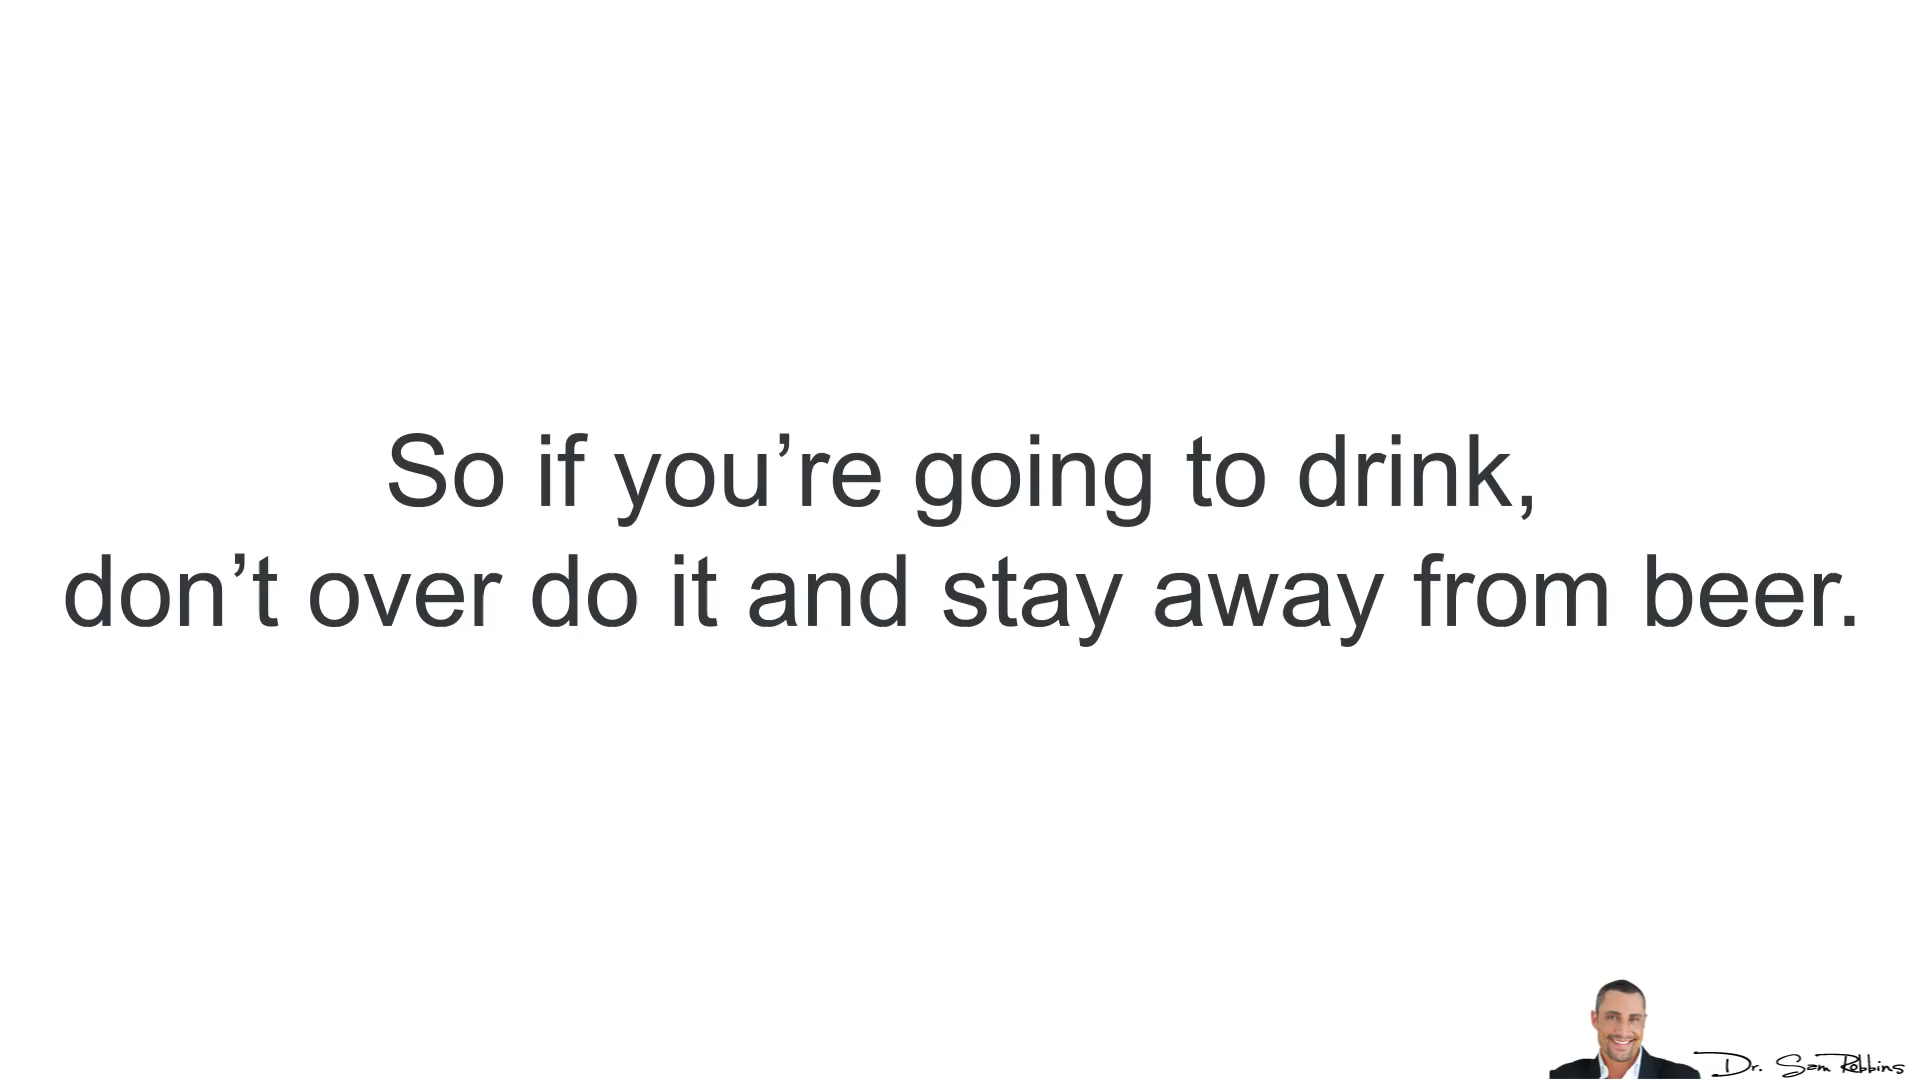 So if you’re going to drink,
don’t over do it and stay away from beer.
Dr. Sam Robbins